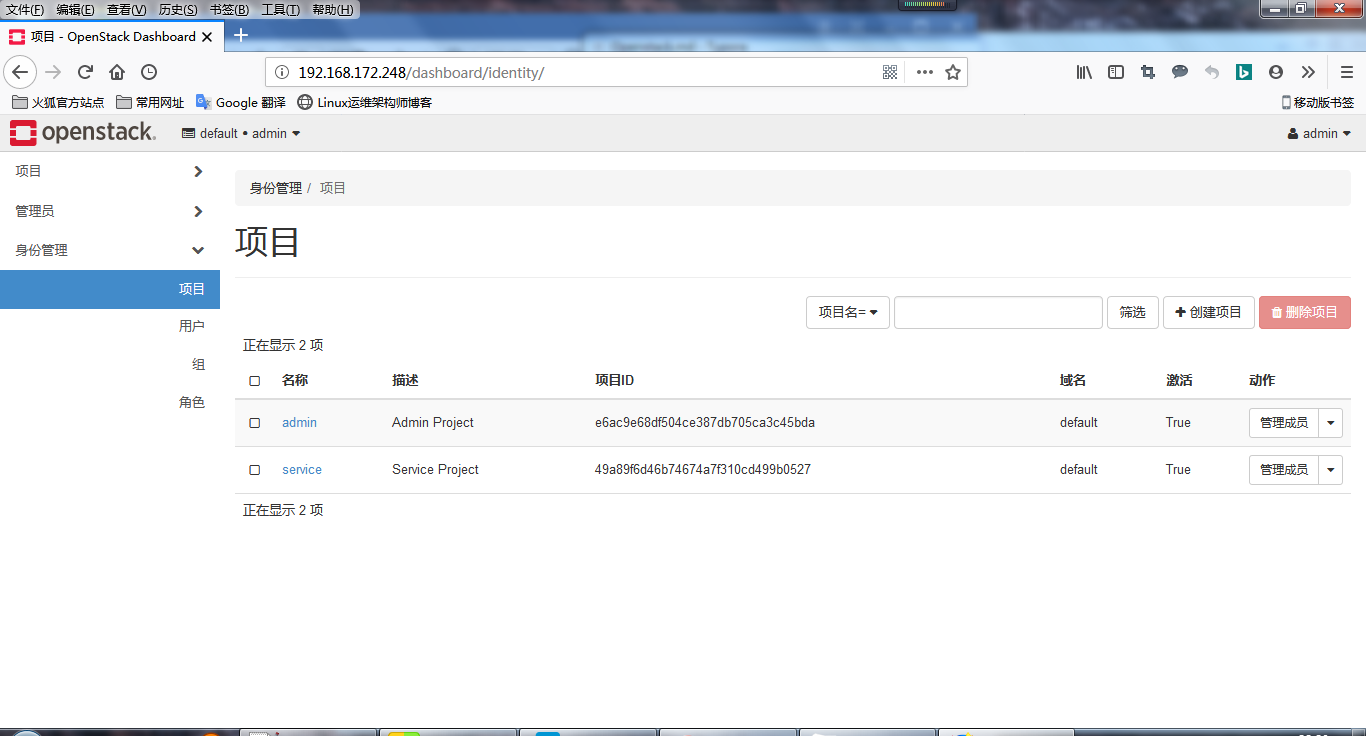 文件(F) 编辑(E) 查看(V) 历史(S) 书签(B) 工具(T) 帮助(H)
项目 - OpenStack Dashboard
192.168.172.248/dashboard/identity/
火狐官方站点 常用网址 Google 翻译 Linux运维架构师博客 移动版书签
openstack. default • admin admin
项目
管理员
身份管理
项目
用户
组
角色
身份管理 / 项目
项目
项目名= 筛选 创建项目 删除项目
正在显示 2 项
名称 描述 项目ID 域名 激活 动作
admin Admin Project e6ac9e68df504ce387db705ca3c45bda default True 管理成员
service Service Project 49a89f6d46b74674a7f310cd499b0527 default True 管理成员
正在显示 2 项